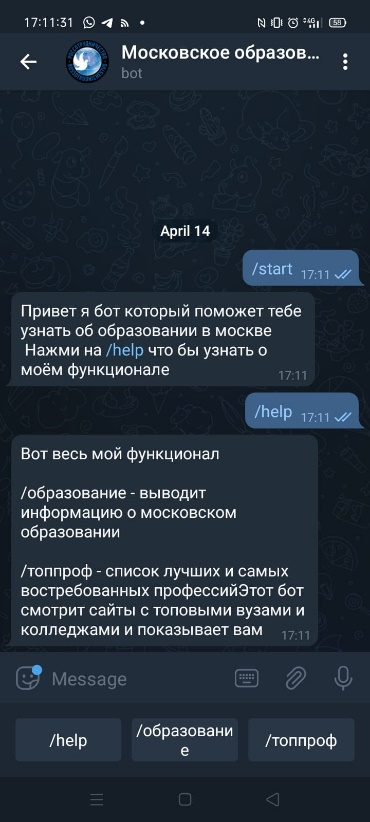 17:11:31
58
Московское образов...
bot
April 14
/start 17:11
Привет я бот который поможет тебе
узнать об образовании в москве
Нажми на /help что бы узнать о
моём функционале
17:11
/help 17:11
Вот весь мой функционал
/образование - выводит
информацию о московском
образовании
/топпроф - список лучших и самых
востребованных профессийЭтот бот
смотрит сайты с топовыми вузами и
колледжами и показывает вам 17:11
Message
/help
/образовани
е
/топпроф